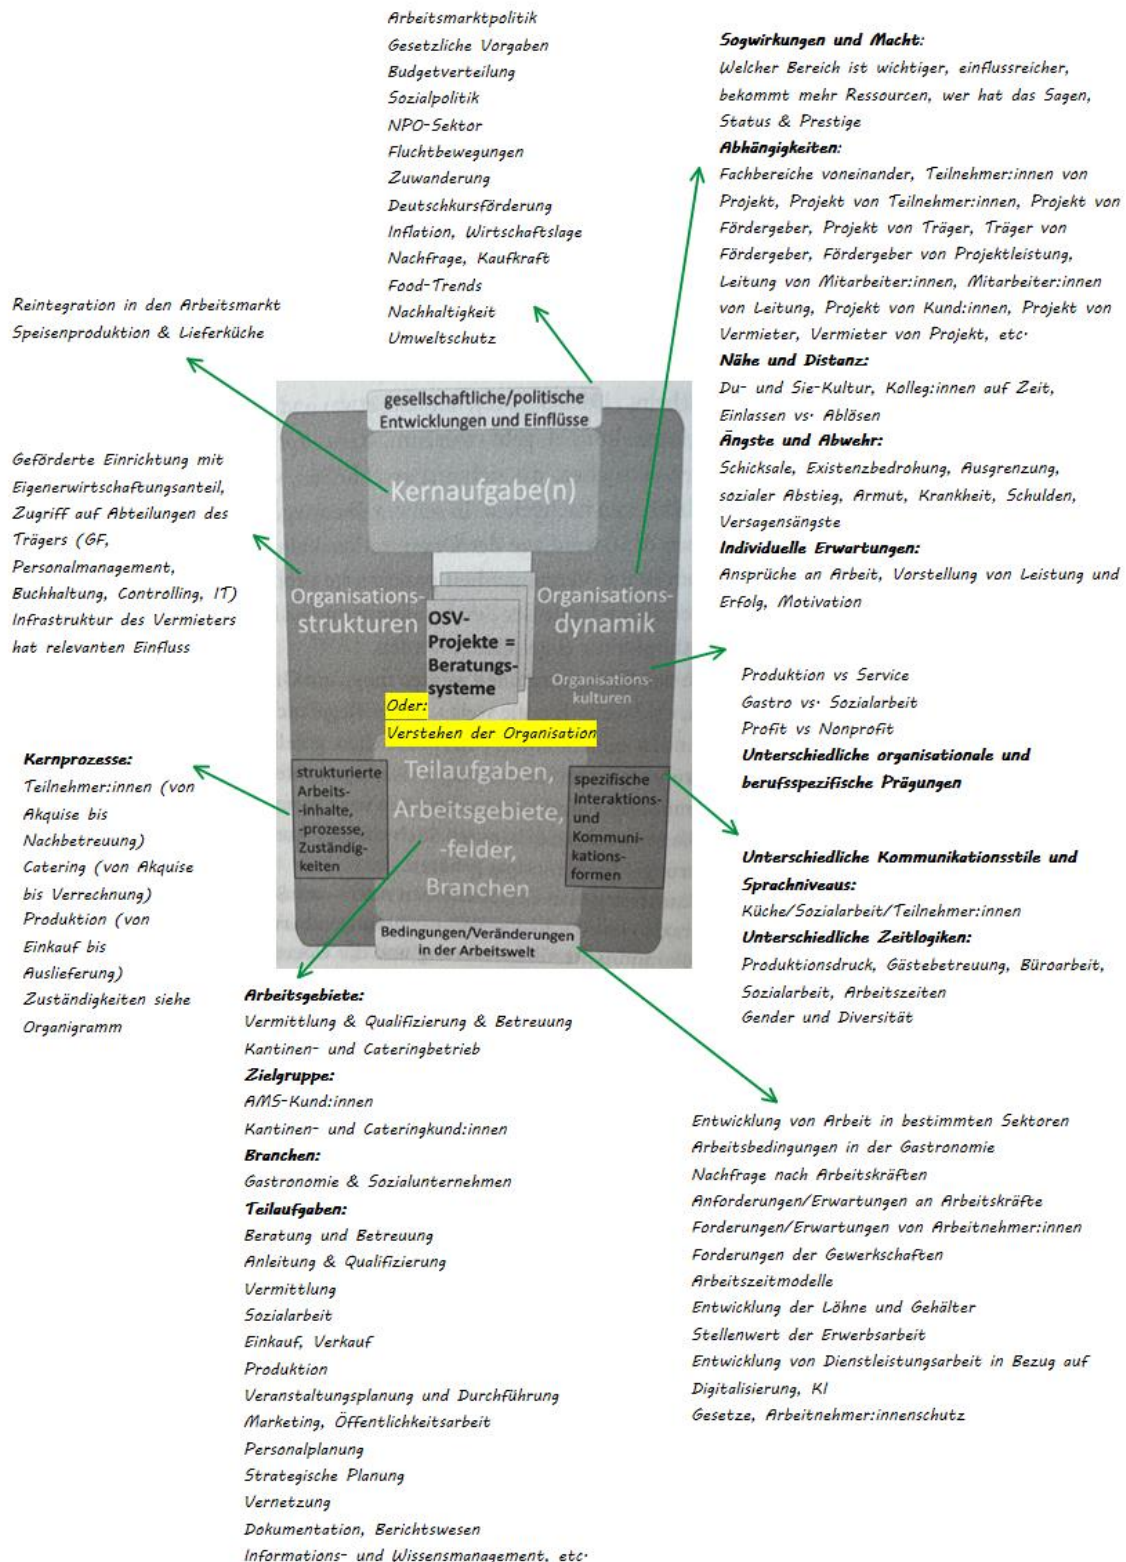 Arbeitsmarktpolitik
Gesetzliche Vorgaben
Budgetverteilung
Sozialpolitik
NPO-Sektor
Fluchtbewegungen
Zuwanderung
Deutschkursförderung
Inflation, Wirtschaftslage
Nachfrage, Kaufkraft
Food-Trends
Nachhaltigkeit
Umweltschutz
Sogwirkungen und Macht:
Welcher Bereich ist wichtiger, einflussreicher,
bekommt mehr Ressourcen, wer hat das Sagen,
Status & Prestige
Abhängigkeiten:
Fachbereiche voneinander, Teilnehmer:innen von
Projekt, Projekt von Teilnehmer:innen, Projekt von
Fördergeber, Projekt von Träger, Träger von
Fördergeber, Fördergeber von Projektleistung,
Leitung von Mitarbeiter:innen, Mitarbeiter:innen
von Leitung, Projekt von Kund:innen, Projekt von
Vermieter, Vermieter von Projekt, etc.
Nähe und Distanz:
Du- und Sie-Kultur, Kolleg:innen auf Zeit,
Einlassen vs. Ablösen
Ängste und Abwehr:
Schicksale, Existenzbedrohung, Ausgrenzung,
sozialer Abstieg, Armut, Krankheit, Schulden,
Versagensängste
Individuelle Erwartungen:
Ansprüche an Arbeit, Vorstellung von Leistung und
Erfolg, Motivation
Reintegration in den Arbeitsmarkt
Speisenproduktion & Lieferküche
Geförderte Einrichtung mit
Eigenerwirtschaftungsanteil,
Zugriff auf Abteilungen des
Trägers (GF,
Personalmanagement,
Buchhaltung, Controlling, IT)
Infrastruktur des Vermieters
hat relevanten Einfluss
gesellschaftliche/politische
Entwicklungen und Einflüsse
Kernaufgabe(n)
Organisations-
strukturen
OSV-
Projekte =
Beratungs-
systeme
Organisations-
dynamik
Organisations-
kulturen
Oder:
Verstehen der Organisation
strukturierte
Arbeits-
-inhalte,
-prozesse,
Zuständig-
keiten
Teilaufgaben,
Arbeitsgebiete,
-felder,
Branchen
spezifische
Interaktions-
und
Kommuni-
kations-
formen
Bedingungen/Veränderungen
in der Arbeitswelt
Produktion vs Service
Gastro vs. Sozialarbeit
Profit vs Nonprofit
Unterschiedliche organisationale und
berufsspezifische Prägungen
Kernprozesse:
Teilnehmer:innen (von
Akquise bis
Nachbetreuung)
Catering (von Akquise
bis Verrechnung)
Produktion (von
Einkauf bis
Auslieferung)
Zuständigkeiten siehe
Organigramm
Unterschiedliche Kommunikationsstile und
Sprachniveaus:
Küche/Sozialarbeit/Teilnehmer:innen
Unterschiedliche Zeitlogiken:
Produktionsdruck, Gästebetreuung, Büroarbeit,
Sozialarbeit, Arbeitszeiten
Gender und Diversität
Arbeitsgebiete:
Vermittlung & Qualifizierung & Betreuung
Kantinen- und Cateringbetrieb
Zielgruppe:
AMS-Kund:innen
Kantinen- und Cateringkund:innen
Branchen:
Gastronomie & Sozialunternehmen
Teilaufgaben:
Beratung und Betreuung
Anleitung & Qualifizierung
Vermittlung
Sozialarbeit
Einkauf, Verkauf
Produktion
Veranstaltungsplanung und Durchführung
Marketing, Öffentlichkeitsarbeit
Personalplanung
Strategische Planung
Vernetzung
Dokumentation, Berichtswesen
Informations- und Wissensmanagement, etc.
Entwicklung von Arbeit in bestimmten Sektoren
Arbeitsbedingungen in der Gastronomie
Nachfrage nach Arbeitskräften
Anforderungen/Erwartungen an Arbeitskräfte
Forderungen/Erwartungen von Arbeitnehmer:innen
Forderungen der Gewerkschaften
Arbeitszeitmodelle
Entwicklung der Löhne und Gehälter
Stellenwert der Erwerbsarbeit
Entwicklung von Dienstleistungsarbeit in Bezug auf
Digitalisierung, KI
Gesetze, Arbeitnehmer:innenschutz